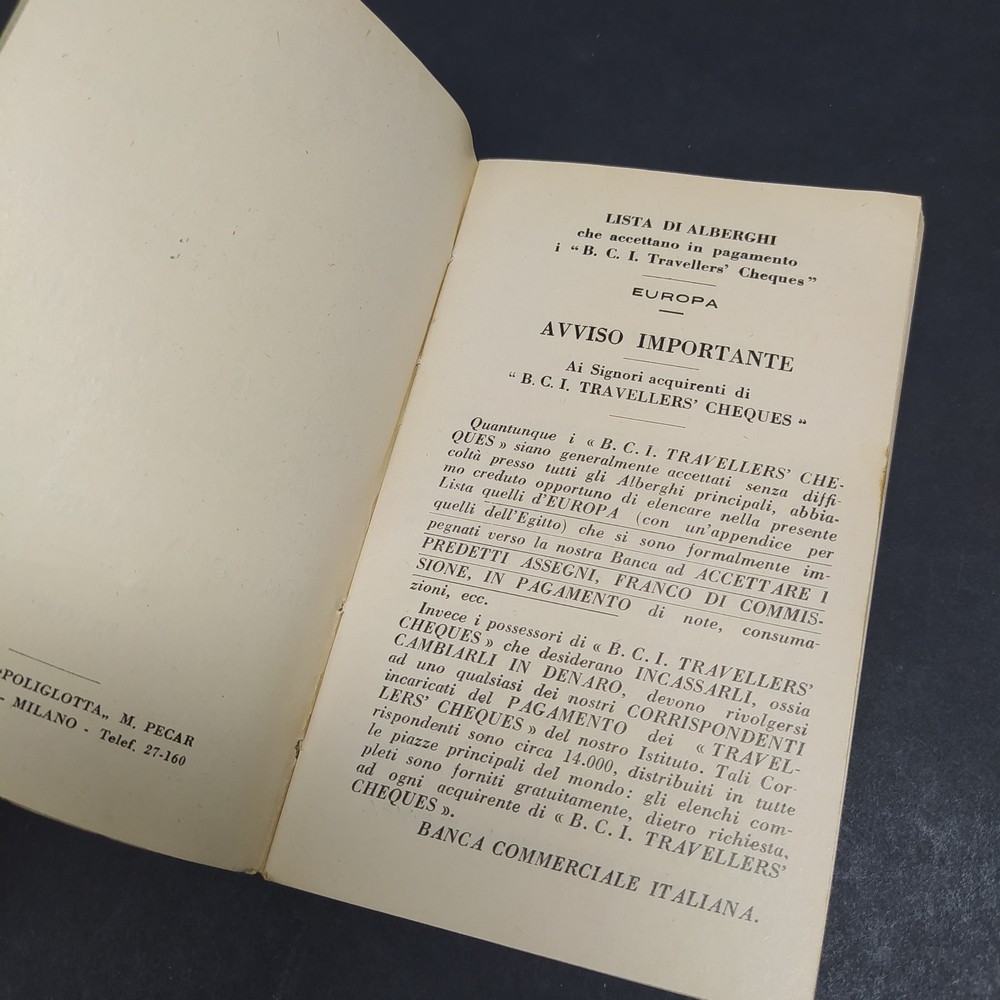 «POLIGLOTTA„ M. PECAR
- MILANO - Telef. 27-160
LISTA DI ALBERGHI
che accettano in pagamento
i “B. C. I. Travellers' Cheques”
EUROPA
AVVISO IMPORTANTE
Ai Signori acquirenti di
“B. C. I. TRAVELLERS' CHEQUES”
Quantunque i « B. C. I. TRAVELLERS' CHE-
QUES » siano generalmente accettati senza diffi-
coltà presso tutti gli Alberghi principali, abbia-
mo creduto opportuno di elencare nella presente
Lista quelli d'EUROPA (con un'appendice per
quelli dell'Egitto) che si sono formalmente im-
pegnati verso la nostra Banca ad ACCETTARE I
PREDETTI ASSEGNI, FRANCO DI COMMIS-
SIONE, IN PAGAMENTO di note, consuma-
zioni, ecc.
Invece i possessori di « B. C. I. TRAVELLERS'
CHEQUES » che desiderano INCASSARLI, ossia
CAMBIARLI IN DENARO, devono rivolgersi
ad uno qualsiasi dei nostri CORRISPONDENTI
incaricati del PAGAMENTO dei « TRAVEL-
LERS' CHEQUES » del nostro Istituto. Tali Cor-
rispondenti sono circa 14.000, distribuiti in tutte
le piazze principali del mondo: gli elenchi com-
pleti sono forniti gratuitamente, dietro richiesta,
ad ogni acquirente di « B. C. I. TRAVELLERS'
CHEQUES ».
BANCA COMMERCIALE ITALIANA.